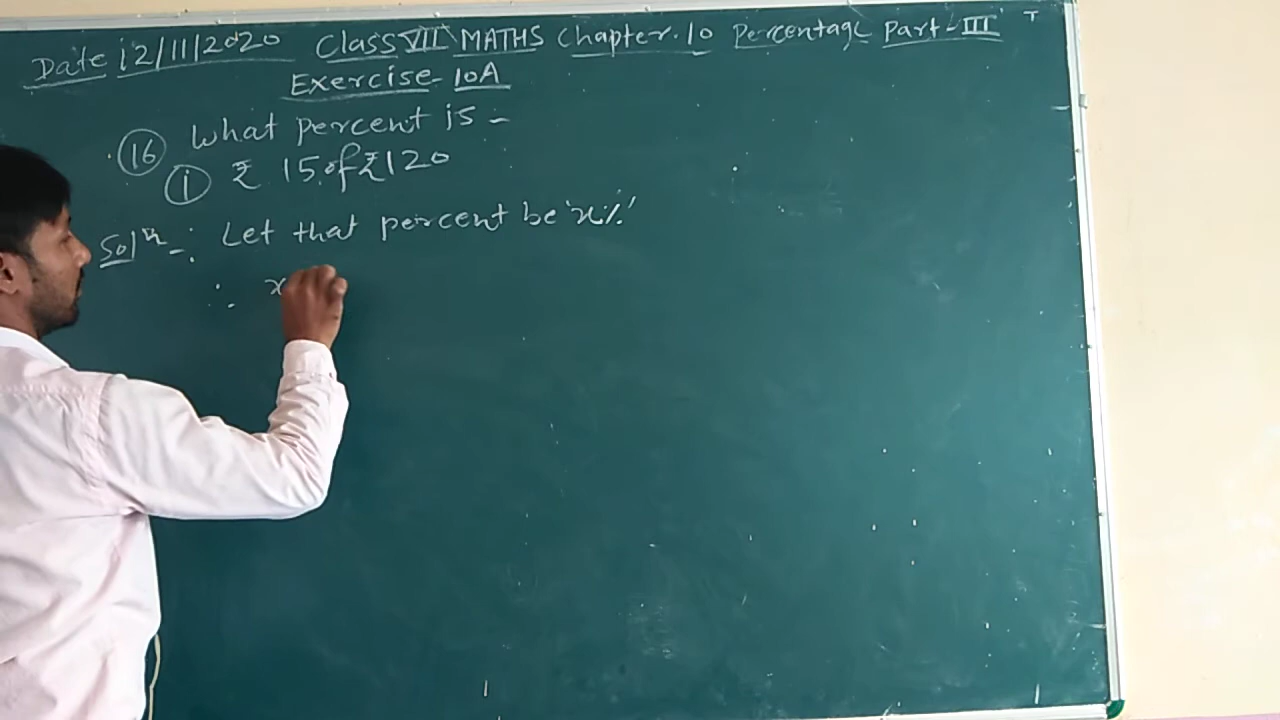 Date 12/11/2020 Class VII MATHS Chapter.10 Percentage Part-III
Exercise-10A
16 What percent is -
i ₹ 15 of ₹120
Solⁿ -: Let that percent be 'x%'
∴ x